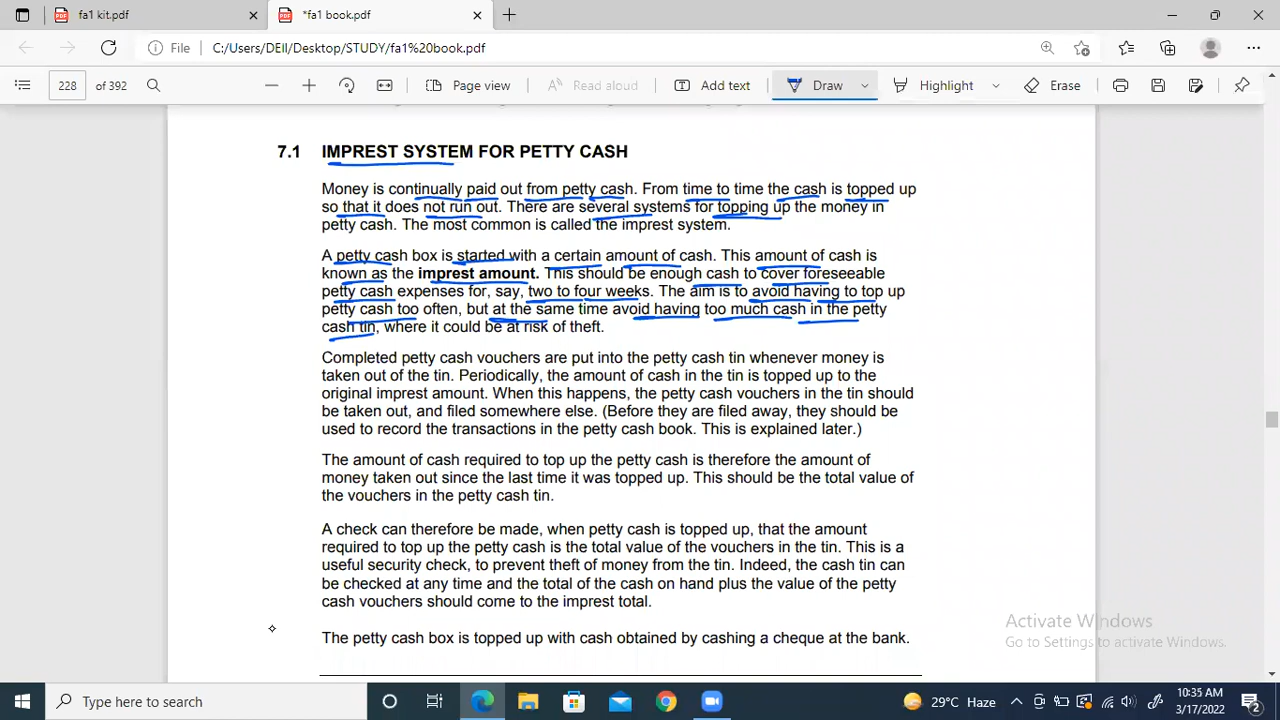 fa1 kit.pdf
*fa1 book.pdf
File
C:/Users/DEll/Desktop/STUDY/fa1%20book.pdf
228 of 392
Page view
Read aloud
Add text
Draw
Highlight
Erase
7.1 IMPREST SYSTEM FOR PETTY CASH
Money is continually paid out from petty cash. From time to time the cash is topped up
so that it does not run out. There are several systems for topping up the money in
petty cash. The most common is called the imprest system.
A petty cash box is started with a certain amount of cash. This amount of cash is
known as the imprest amount. This should be enough cash to cover foreseeable
petty cash expenses for, say, two to four weeks. The aim is to avoid having to top up
petty cash too often, but at the same time avoid having too much cash in the petty
cash tin, where it could be at risk of theft.
Completed petty cash vouchers are put into the petty cash tin whenever money is
taken out of the tin. Periodically, the amount of cash in the tin is topped up to the
original imprest amount. When this happens, the petty cash vouchers in the tin should
be taken out, and filed somewhere else. (Before they are filed away, they should be
used to record the transactions in the petty cash book. This is explained later.)
The amount of cash required to top up the petty cash is therefore the amount of
money taken out since the last time it was topped up. This should be the total value of
the vouchers in the petty cash tin.
A check can therefore be made, when petty cash is topped up, that the amount
required to top up the petty cash is the total value of the vouchers in the tin. This is a
useful security check, to prevent theft of money from the tin. Indeed, the cash tin can
be checked at any time and the total of the cash on hand plus the value of the petty
cash vouchers should come to the imprest total.
The petty cash box is topped up with cash obtained by cashing a cheque at the bank.
Activate Windows
Go to Settings to activate Windows.
Type here to search
29°C Haze
10:35 AM
3/17/2022
2